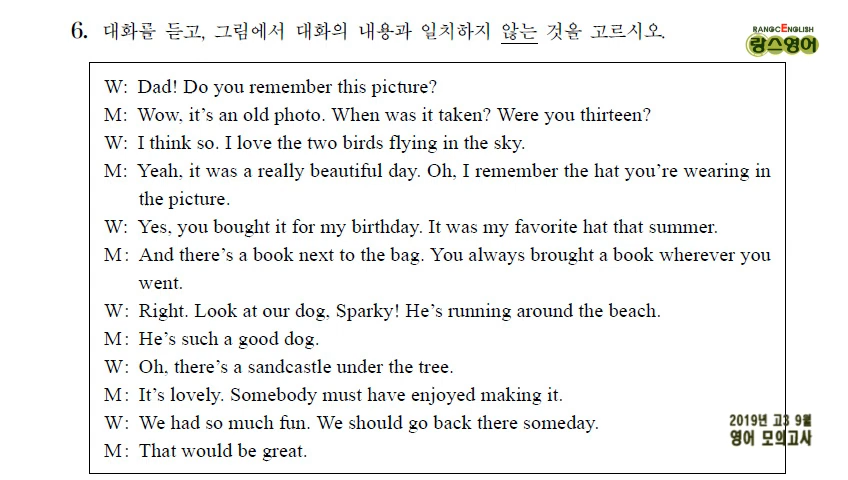 6. 대화를 듣고, 그림에서 대화의 내용과 일치하지 않는 것을 고르시오.
RANGCENGLISH
랑스영어
W: Dad! Do you remember this picture?
M: Wow, it's an old photo. When was it taken? Were you thirteen?
W: I think so. I love the two birds flying in the sky.
M: Yeah, it was a really beautiful day. Oh, I remember the hat you're wearing in
the picture.
W: Yes, you bought it for my birthday. It was my favorite hat that summer.
M: And there's a book next to the bag. You always brought a book wherever you
went.
W: Right. Look at our dog, Sparky! He's running around the beach.
M: He's such a good dog.
W: Oh, there's a sandcastle under the tree.
M: It's lovely. Somebody must have enjoyed making it.
W: We had so much fun. We should go back there someday.
M: That would be great.
2019년 고3 9월
영어 모의고사